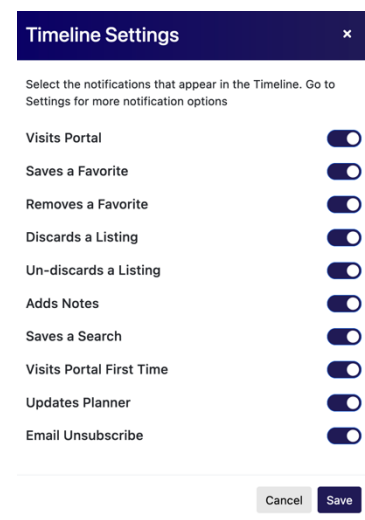 Timeline Settings ×
Select the notifications that appear in the Timeline. Go to
Settings for more notification options
Visits Portal
Saves a Favorite
Removes a Favorite
Discards a Listing
Un-discards a Listing
Adds Notes
Saves a Search
Visits Portal First Time
Updates Planner
Email Unsubscribe
Cancel Save